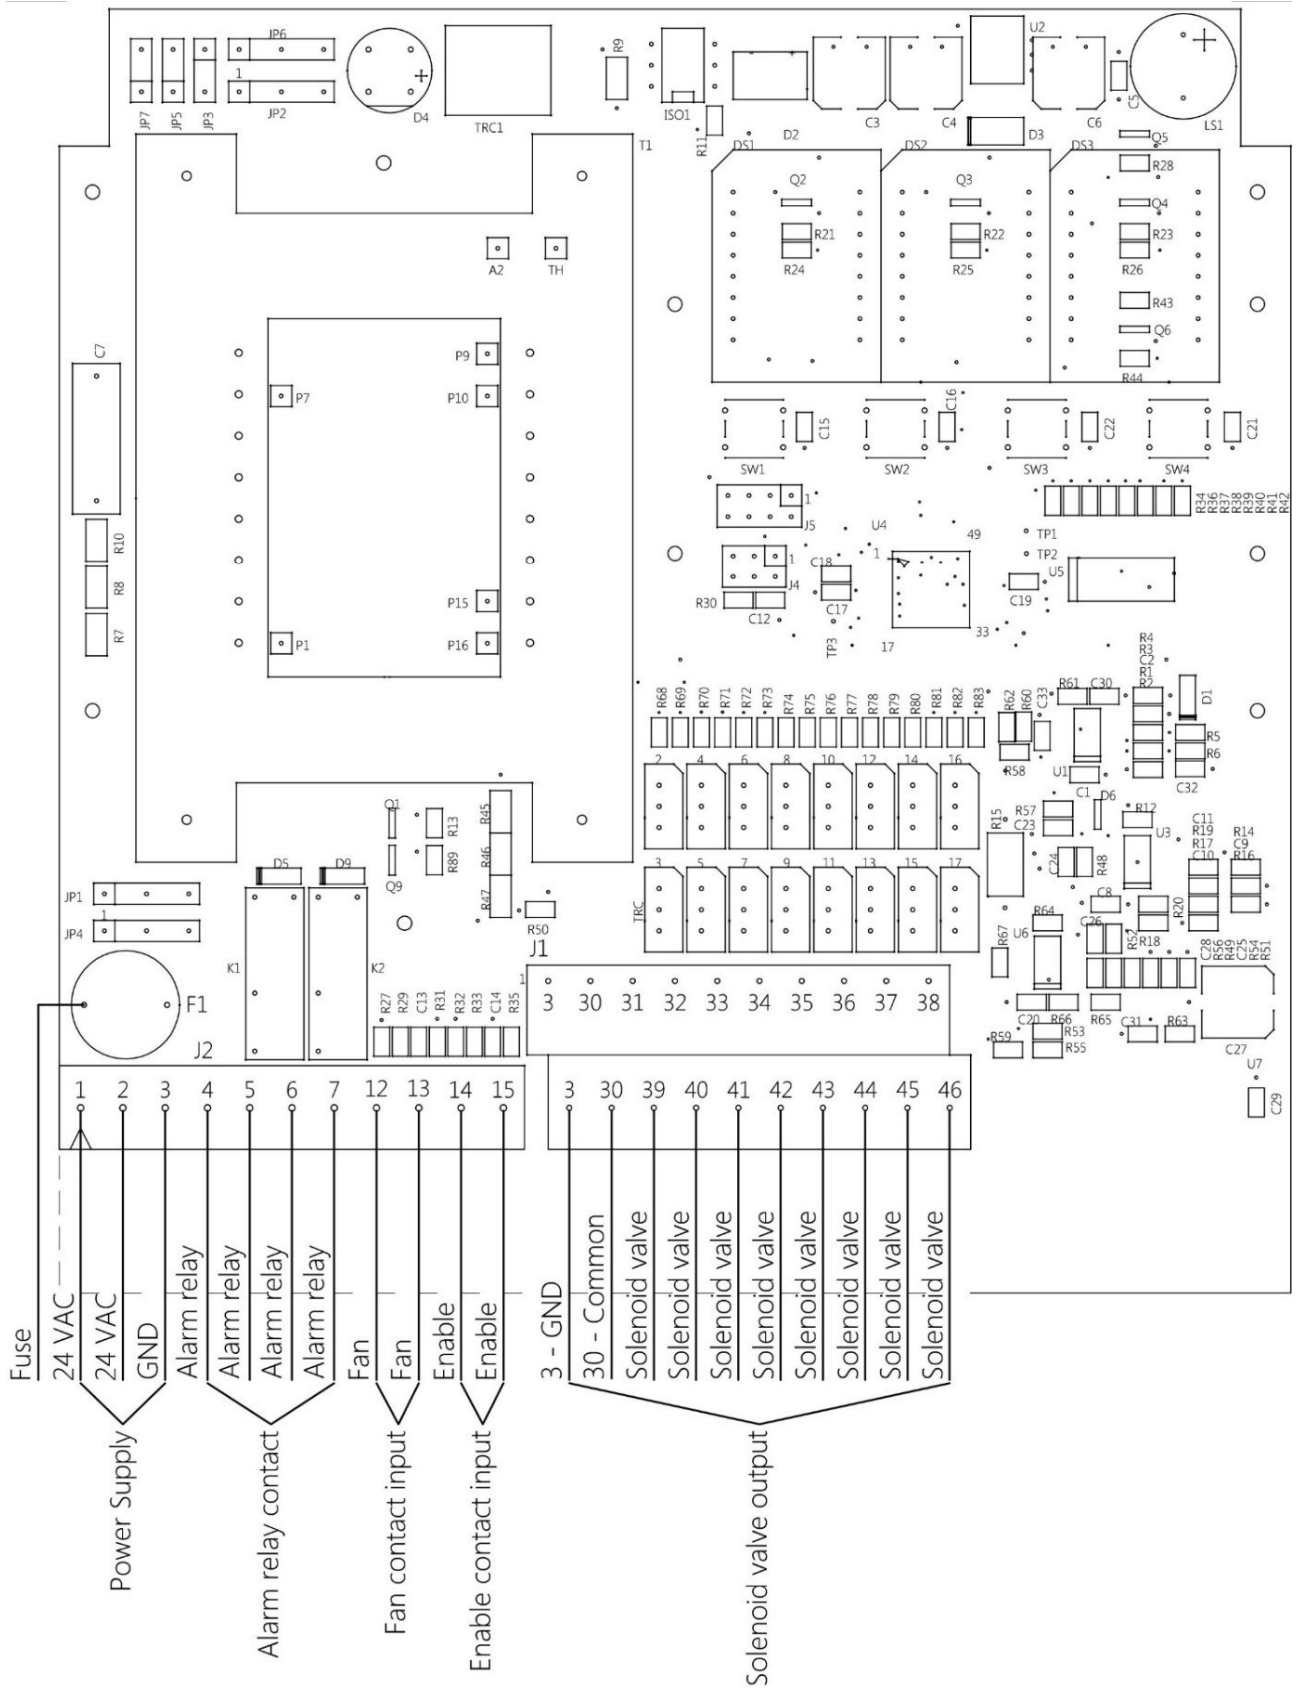 JP6
1
JP7
JP5
JP3
JP2
D4
TRC1
R9
ISO1
R11
T1
D2
C3
C4
U2
D3
C6
C5
LS1
Q5
R28
DS1
DS2
DS3
Q2
Q3
Q4
R21
R22
R23
R24
R25
R26
R43
Q6
R44
A2
TH
C7
P9
P7
P10
P15
P1
P16
R10
R8
R7
C15
C16
C22
C21
SW1
SW2
SW3
SW4
1
J5
R34
R36
R37
R38
R39
R40
R41
R42
U4
49
TP1
TP2
1
J4
C18
1
U5
C19
R30
C12
C17
TP3
17
33
R4
R3
C2
R1
R2
R68
R69
R70
R71
R72
R73
R74
R75
R76
R77
R78
R79
R80
R81
R82
R83
R62
R60
C33
R61
C30
D1
R5
R6
R58
U1
C1
C32
2
4
6
8
10
12
14
16
Q1
R13
R45
R15
R57
C23
D6
R12
U3
C11
R19
R17
C10
R14
C9
R16
D5
D9
Q9
R89
R46
R47
R50
C24
R48
C8
R20
3
5
7
9
11
13
15
17
TRC
JP1
1
JP4
K1
K2
R64
U6
R67
C26
R52
R18
C28
R56
R49
C25
R54
R51
J1
F1
J2
R27
R29
C13
R31
R32
R33
C14
R35
1
3
30
31
32
33
34
35
36
37
38
C20
R66
R65
R53
R55
R59
C31
R63
C27
U7
C29
1
2
3
4
5
6
7
12
13
14
15
3
30
39
40
41
42
43
44
45
46
Fuse
24 VAC
24 VAC
GND
Alarm relay
Alarm relay
Alarm relay
Alarm relay
Fan
Fan
Enable
Enable
3 - GND
30 - Common
Solenoid valve
Solenoid valve
Solenoid valve
Solenoid valve
Solenoid valve
Solenoid valve
Solenoid valve
Solenoid valve
Power Supply
Alarm relay contact
Fan contact input
Enable contact input
Solenoid valve output